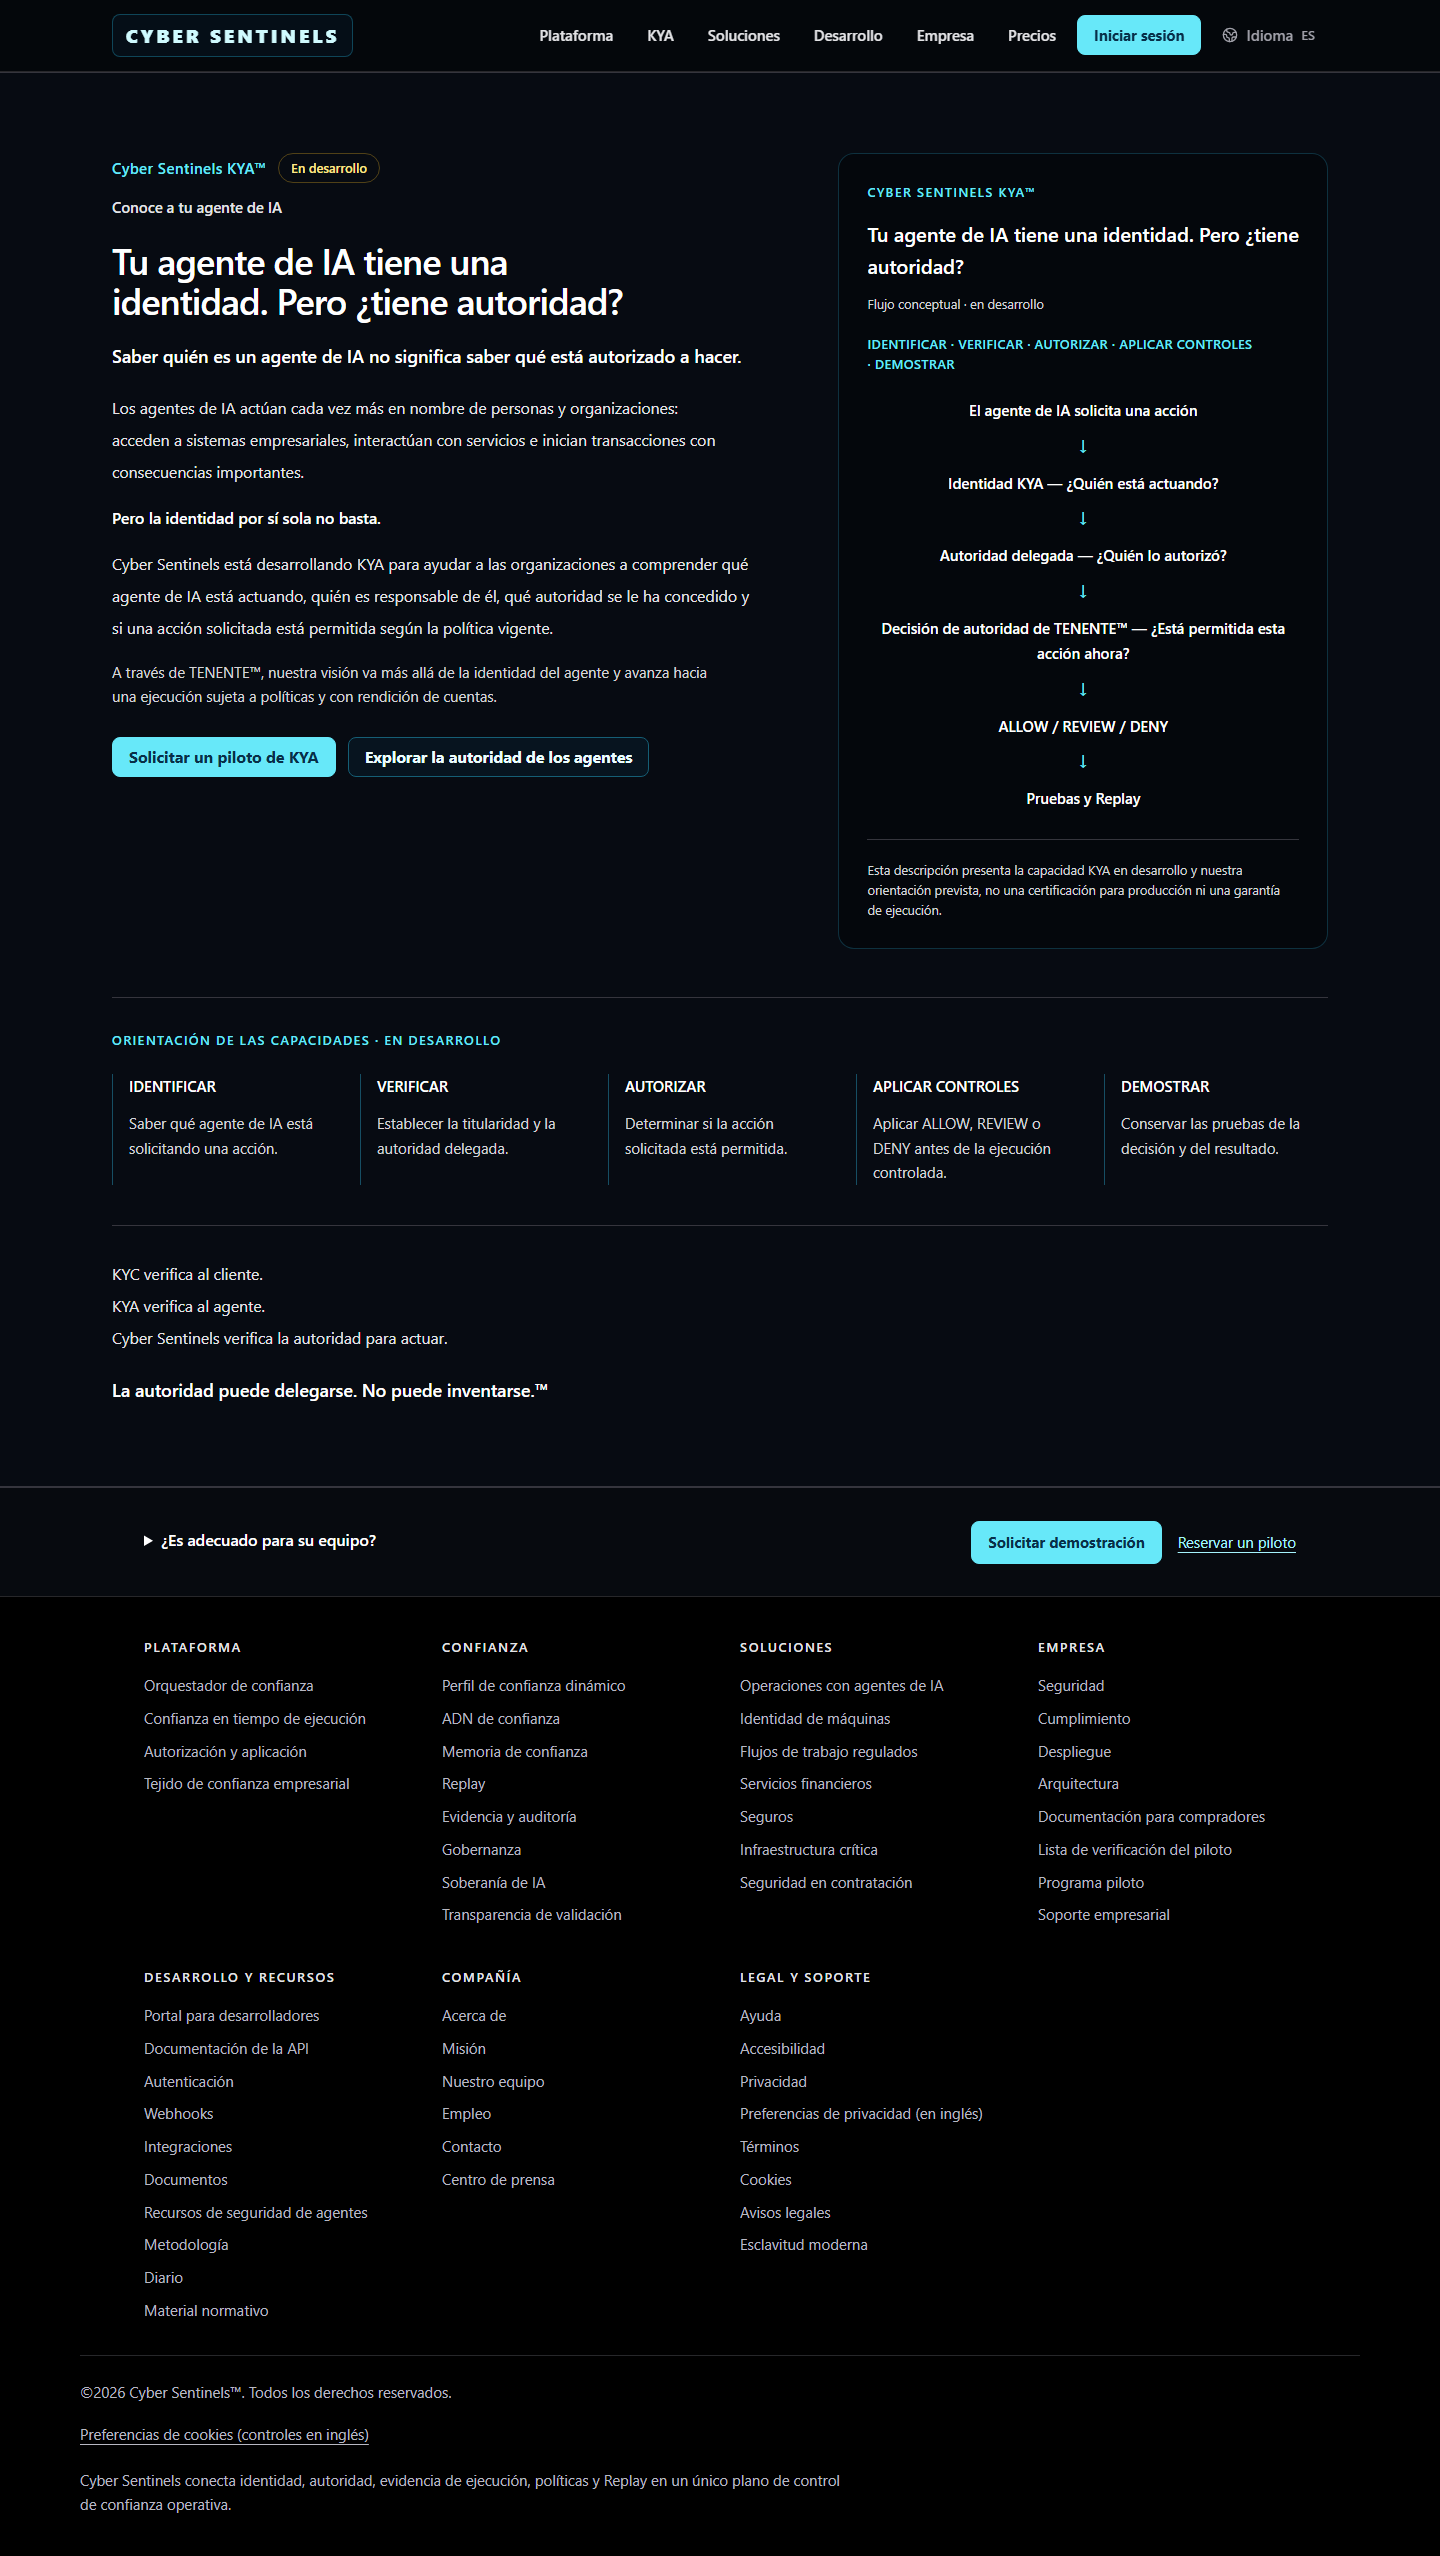 CYBER SENTINELS
Plataforma
KYA
Soluciones
Desarrollo
Empresa
Precios
Iniciar sesión
Idioma ES
Cyber Sentinels KYA™
En desarrollo
Conoce a tu agente de IA
Tu agente de IA tiene una
identidad. Pero ¿tiene autoridad?
Saber quién es un agente de IA no significa saber qué está autorizado a hacer.
Los agentes de IA actúan cada vez más en nombre de personas y organizaciones:
acceden a sistemas empresariales, interactúan con servicios e inician transacciones con
consecuencias importantes.
Pero la identidad por sí sola no basta.
Cyber Sentinels está desarrollando KYA para ayudar a las organizaciones a comprender qué
agente de IA está actuando, quién es responsable de él, qué autoridad se le ha concedido y
si una acción solicitada está permitida según la política vigente.
A través de TENENTE™, nuestra visión va más allá de la identidad del agente y avanza hacia
una ejecución sujeta a políticas y con rendición de cuentas.
Solicitar un piloto de KYA
Explorar la autoridad de los agentes
CYBER SENTINELS KYA™
Tu agente de IA tiene una identidad. Pero ¿tiene
autoridad?
Flujo conceptual · en desarrollo
IDENTIFICAR · VERIFICAR · AUTORIZAR · APLICAR CONTROLES
· DEMOSTRAR
El agente de IA solicita una acción
↓
Identidad KYA — ¿Quién está actuando?
↓
Autoridad delegada — ¿Quién lo autorizó?
↓
Decisión de autoridad de TENENTE™ — ¿Está permitida esta
acción ahora?
↓
ALLOW / REVIEW / DENY
↓
Pruebas y Replay
Esta descripción presenta la capacidad KYA en desarrollo y nuestra
orientación prevista, no una certificación para producción ni una garantía
de ejecución.
ORIENTACIÓN DE LAS CAPACIDADES · EN DESARROLLO
IDENTIFICAR
Saber qué agente de IA está
solicitando una acción.
VERIFICAR
Establecer la titularidad y la
autoridad delegada.
AUTORIZAR
Determinar si la acción
solicitada está permitida.
APLICAR CONTROLES
Aplicar ALLOW, REVIEW o
DENY antes de la ejecución
controlada.
DEMOSTRAR
Conservar las pruebas de la
decisión y del resultado.
KYC verifica al cliente.
KYA verifica al agente.
Cyber Sentinels verifica la autoridad para actuar.
La autoridad puede delegarse. No puede inventarse.™
¿Es adecuado para su equipo?
Solicitar demostración
Reservar un piloto
PLATAFORMA
Orquestador de confianza
Confianza en tiempo de ejecución
Autorización y aplicación
Tejido de confianza empresarial
CONFIANZA
Perfil de confianza dinámico
ADN de confianza
Memoria de confianza
Replay
Evidencia y auditoría
Gobernanza
Soberanía de IA
Transparencia de validación
SOLUCIONES
Operaciones con agentes de IA
Identidad de máquinas
Flujos de trabajo regulados
Servicios financieros
Seguros
Infraestructura crítica
Seguridad en contratación
EMPRESA
Seguridad
Cumplimiento
Despliegue
Arquitectura
Documentación para compradores
Lista de verificación del piloto
Programa piloto
Soporte empresarial
DESARROLLO Y RECURSOS
Portal para desarrolladores
Documentación de la API
Autenticación
Webhooks
Integraciones
Documentos
Recursos de seguridad de agentes
Metodología
Diario
Material normativo
COMPAÑÍA
Acerca de
Misión
Nuestro equipo
Empleo
Contacto
Centro de prensa
LEGAL Y SOPORTE
Ayuda
Accesibilidad
Privacidad
Preferencias de privacidad (en inglés)
Términos
Cookies
Avisos legales
Esclavitud moderna
©2026 Cyber Sentinels™. Todos los derechos reservados.
Preferencias de cookies (controles en inglés)
Cyber Sentinels conecta identidad, autoridad, evidencia de ejecución, políticas y Replay en un único plano de control
de confianza operativa.